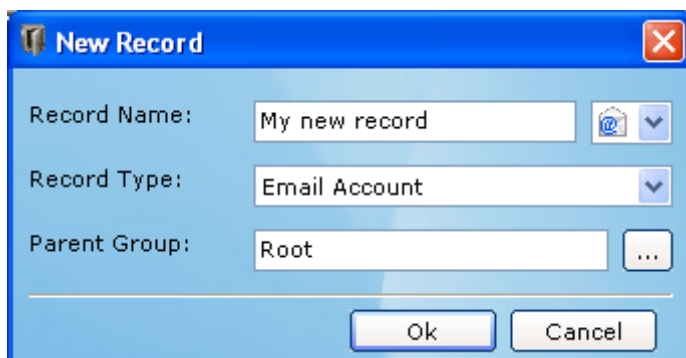 New Record
Record Name: My new record
Record Type: Email Account
Parent Group: Root ...
Ok Cancel